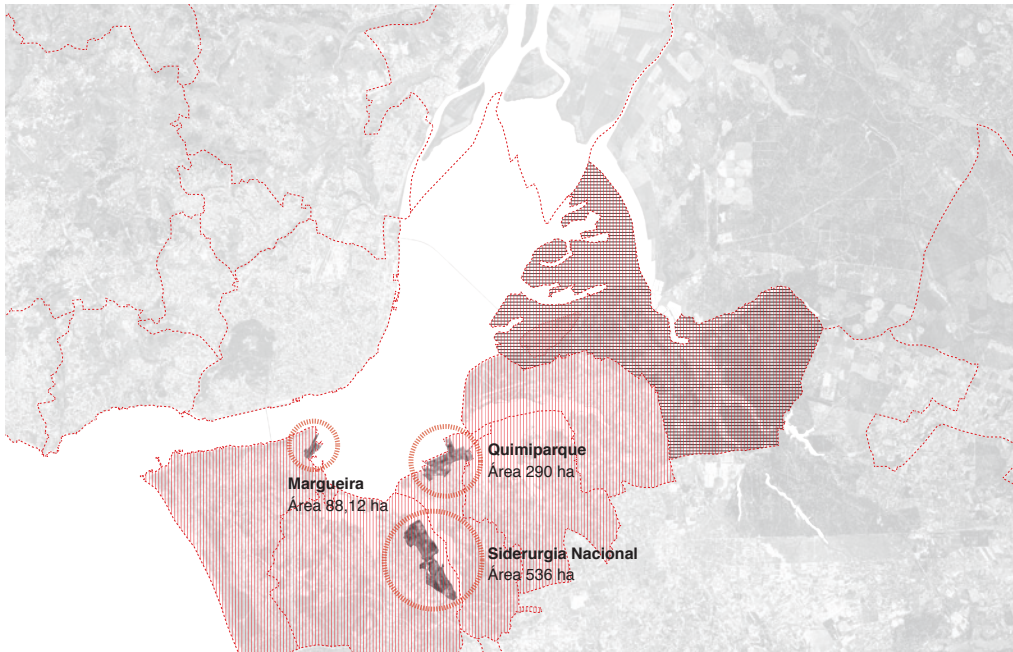 Quimiparque
Área 290 ha
Margueira
Área 88,12 ha
Siderurgia Nacional
Área 536 ha